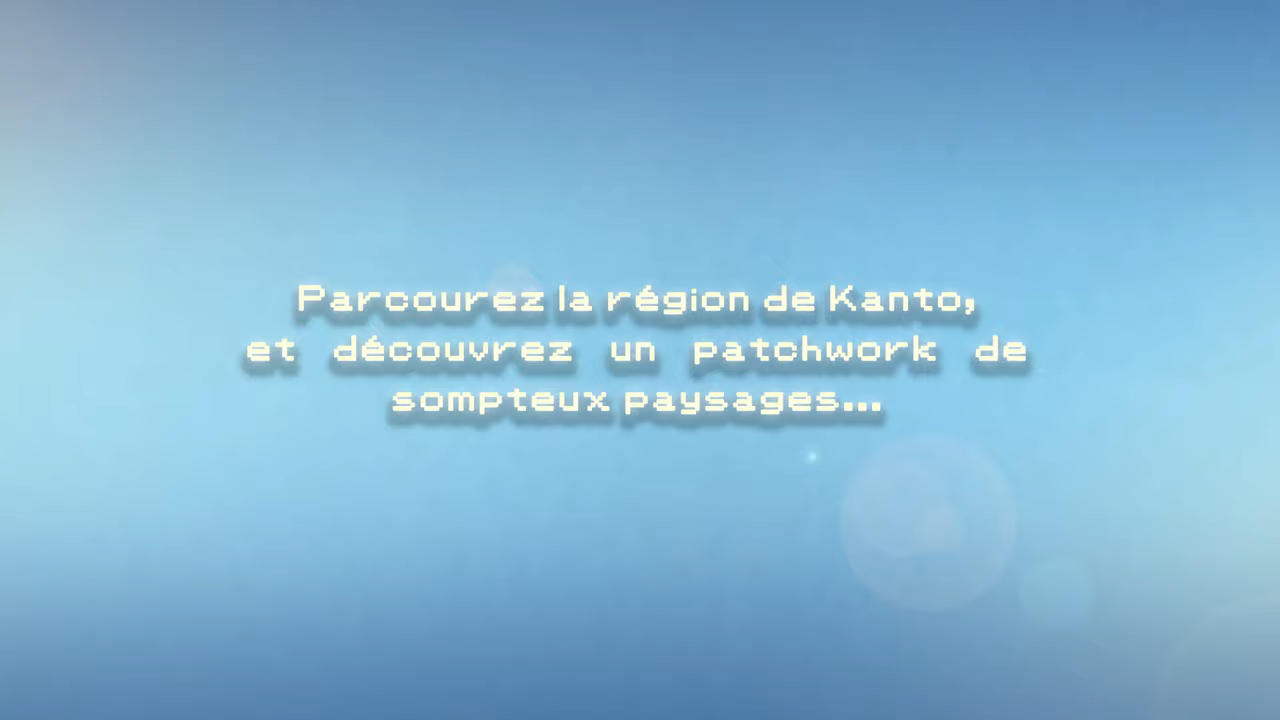 Parcourez la région de Kanto,
et découvrez un patchwork de
sompteux paysages...